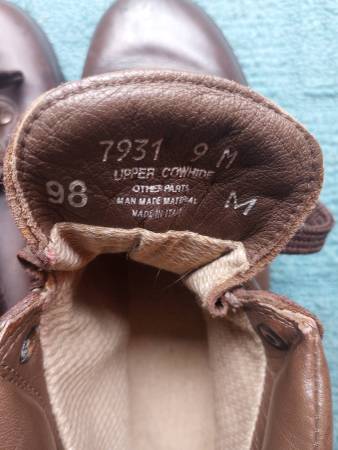 7931 9 M
UPPER COWHIDE
98
OTHER PARTS
MAN MADE MATERIAL
MADE IN ITALY
M